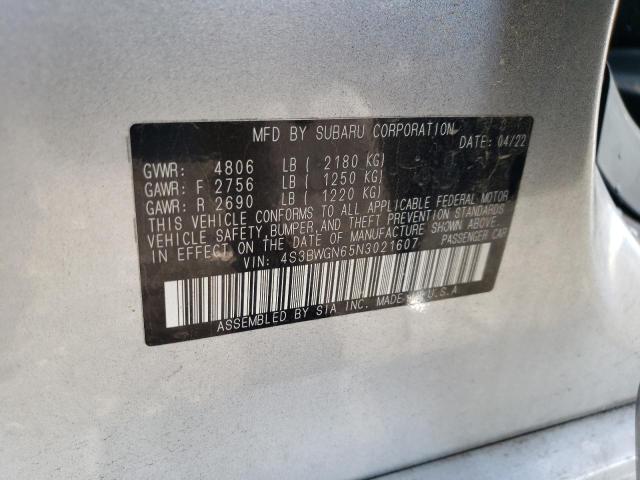 MFD BY SUBARU CORPORATION
DATE: 04/22
GVWR: 4806 LB ( 2180 KG)
GAWR: F 2756 LB ( 1250 KG)
GAWR: R 2690 LB ( 1220 KG)
THIS VEHICLE CONFORMS TO ALL APPLICABLE FEDERAL MOTOR
VEHICLE SAFETY, BUMPER, AND THEFT PREVENTION STANDARDS
IN EFFECT ON THE DATE OF MANUFACTURE SHOWN ABOVE.
VIN: 4S3BWGN65N3021607 PASSENGER CAR
ASSEMBLED BY SIA INC. MADE IN U.S.A